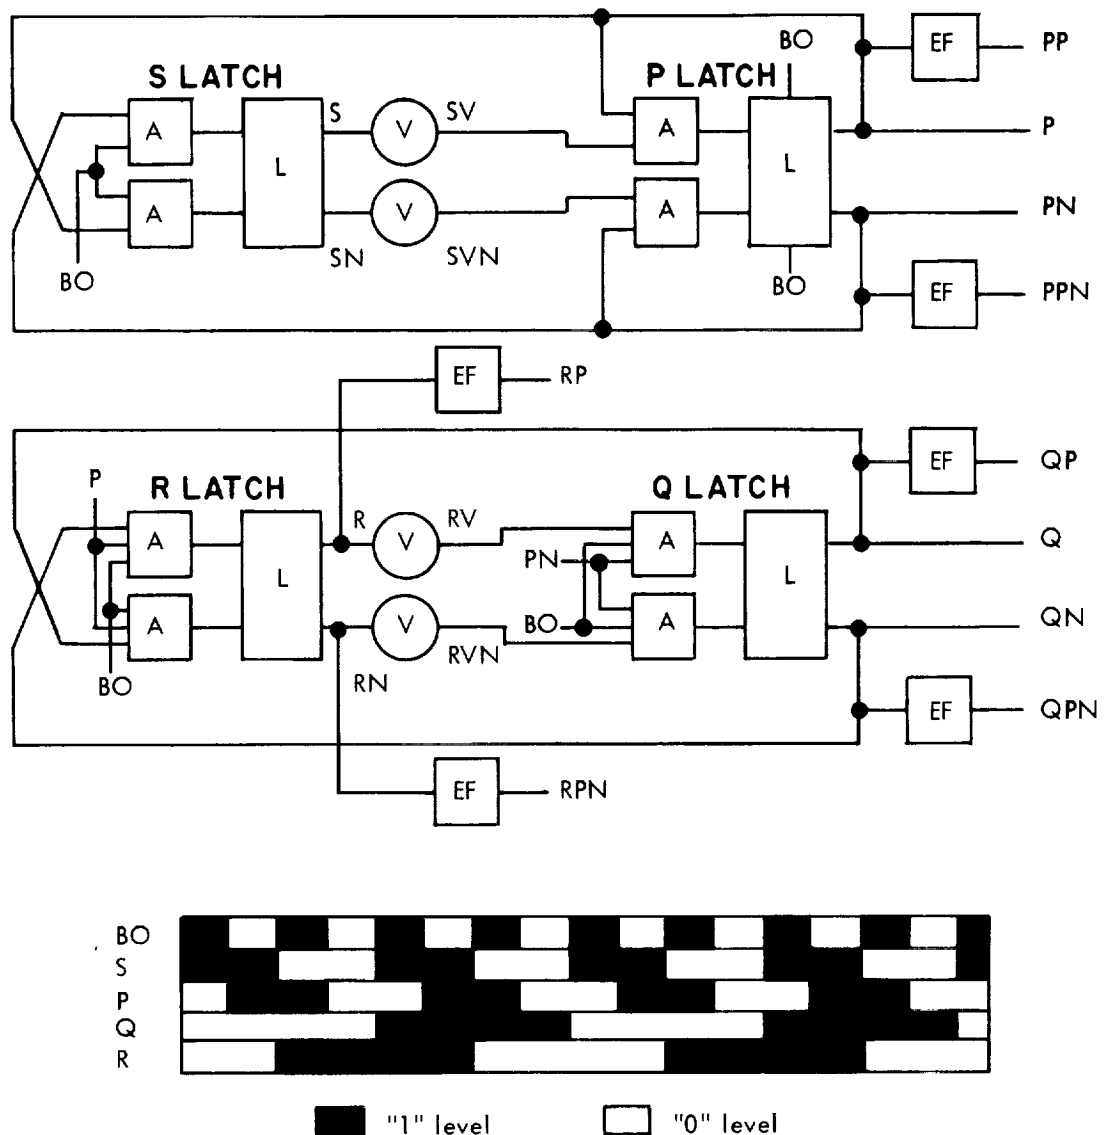 BO
EF PP
S LATCH
P LATCH
A
S
V
SV
A
P
L
L
A
SN
V
SVN
A
PN
BO
BO
EF PPN
EF RP
EF QP
P
R LATCH
Q LATCH
A
R
V
RV
PN
A
Q
L
L
A
V
BO
A
QN
BO
RN
RVN
EF QPN
EF RPN
BO
S
P
Q
R
"1" level
"0" level